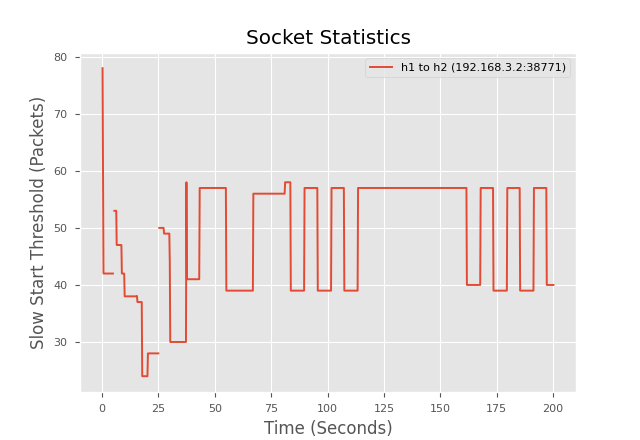 Socket Statistics
h1 to h2 (192.168.3.2:38771)
Slow Start Threshold (Packets)
80
70
60
50
40
30
0 25 50 75 100 125 150 175 200
Time (Seconds)